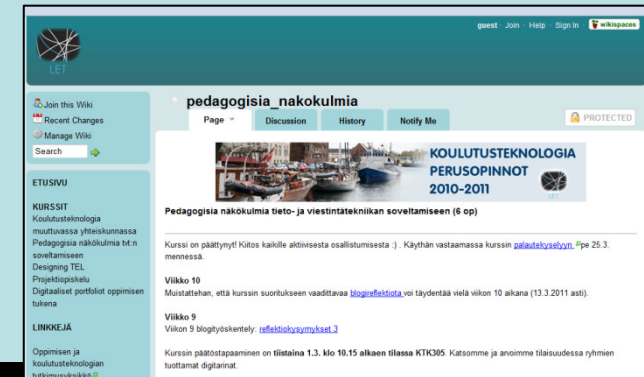 guest · Join · Help · Sign In · wikispaces
LET
Join this Wiki
Recent Changes
Manage Wiki
Search
ETUSIVU
KURSSIT
Koulutusteknologia
muuttuvassa yhteiskunnassa
Pedagogisia näkökulmia tvt:n
soveltamiseen
Designing TEL
Projektiopiskelu
Digitaaliset portfoliot oppimisen
tukena
LINKKEJÄ
Oppimisen ja
koulutusteknologian
tutkimusyksikkö
pedagogisia_nakokulmia
Page
Discussion
History
Notify Me
PROTECTED
KOULUTUSTEKNOLOGIA
PERUSOPINNOT
2010-2011
LET
Pedagogisia näkökulmia tieto- ja viestintätekniikan soveltamiseen (6 op)
Kurssi on päättynyt! Kiitos kaikille aktiivisesta osallistumisesta :) . Käythän vastaamassa kurssin palautekyselyyn pe 25.3.
mennessä.
Viikko 10
Muistattehan, että kurssin suoritukseen vaadittavaa blogireflektiota voi täydentää vielä viikon 10 aikana (13.3.2011 asti).
Viikko 9
Viikon 9 blogityöskentely: reflektiokysymykset 3
Kurssin päätöstapaaminen on tiistaina 1.3. klo 10.15 alkaen tilassa KTK305. Katsomme ja arvoimme tilaisuudessa ryhmien
tuottamat digitarinat.